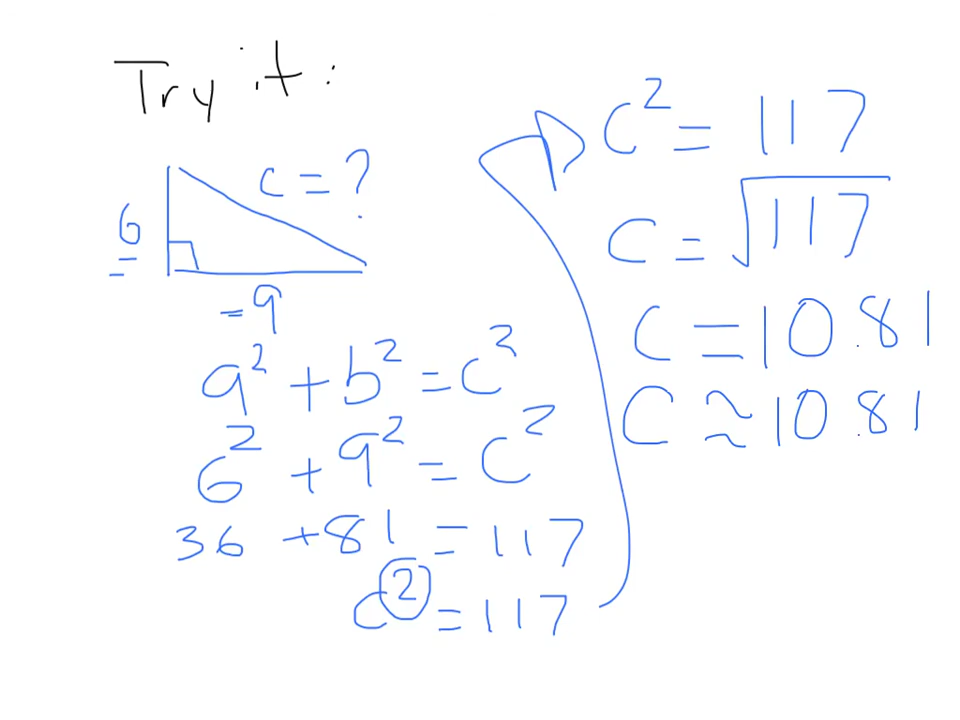 Try it:
c = ?
6
= 9
a² + b² = c²
6² + 9² = c²
36 + 81 = 117
c² = 117
c² = 117
c = √117
c = 10.81
c ≈ 10.81